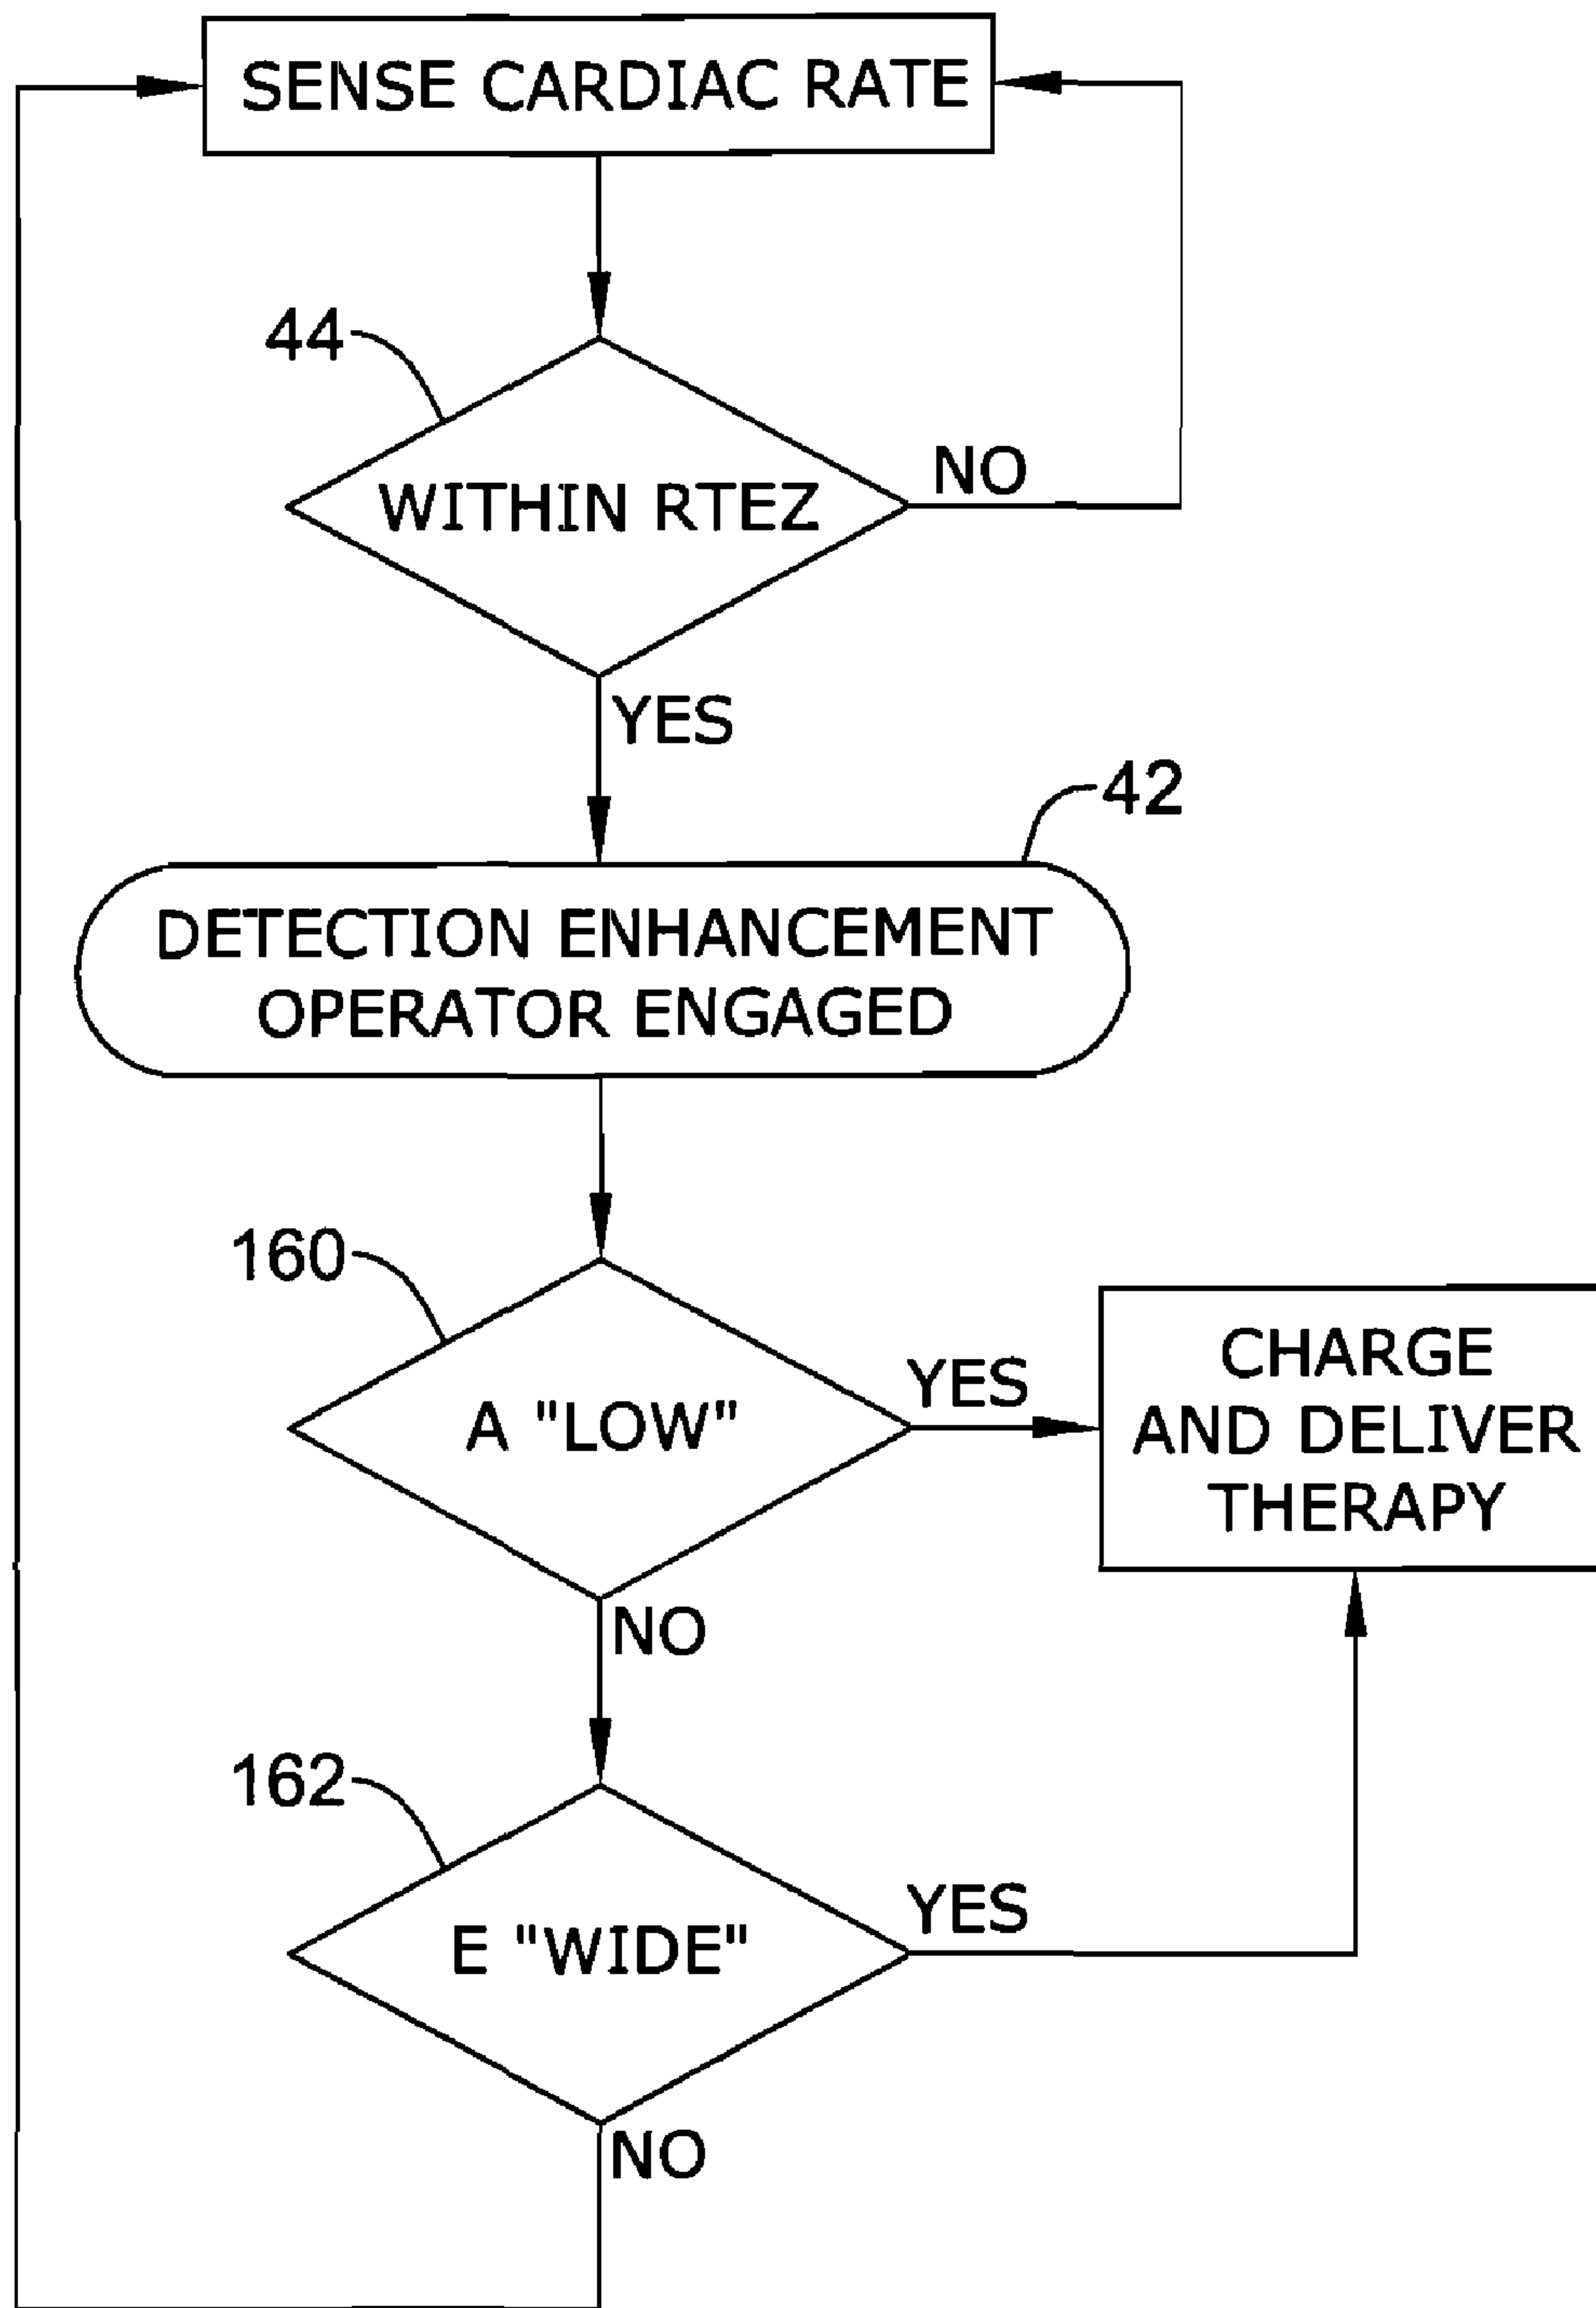 SENSE CARDIAC RATE
44
WITHIN RTEZ
NO
YES
42
DETECTION ENHANCEMENT
OPERATOR ENGAGED
160
A "LOW"
YES
CHARGE
AND DELIVER
THERAPY
NO
162
E "WIDE"
YES
NO